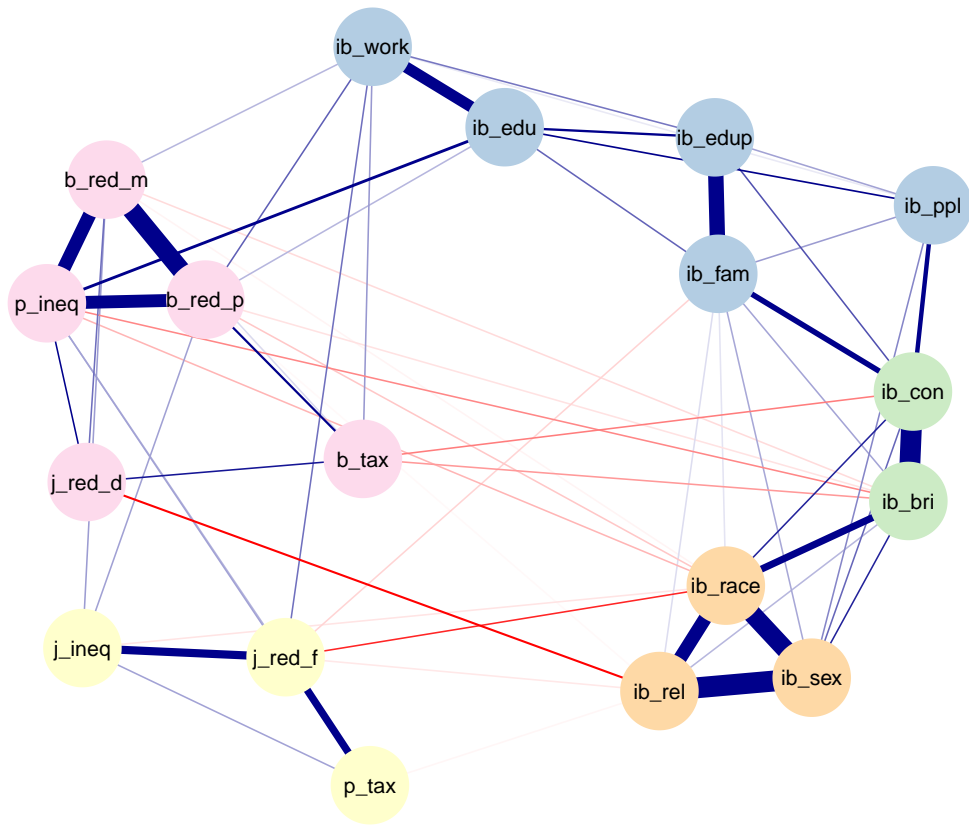 ib_work
ib_edu
ib_edup
b_red_m
ib_ppl
ib_fam
p_ineq
b_red_p
ib_con
b_tax
j_red_d
ib_bri
ib_race
j_ineq
j_red_f
ib_rel
ib_sex
p_tax